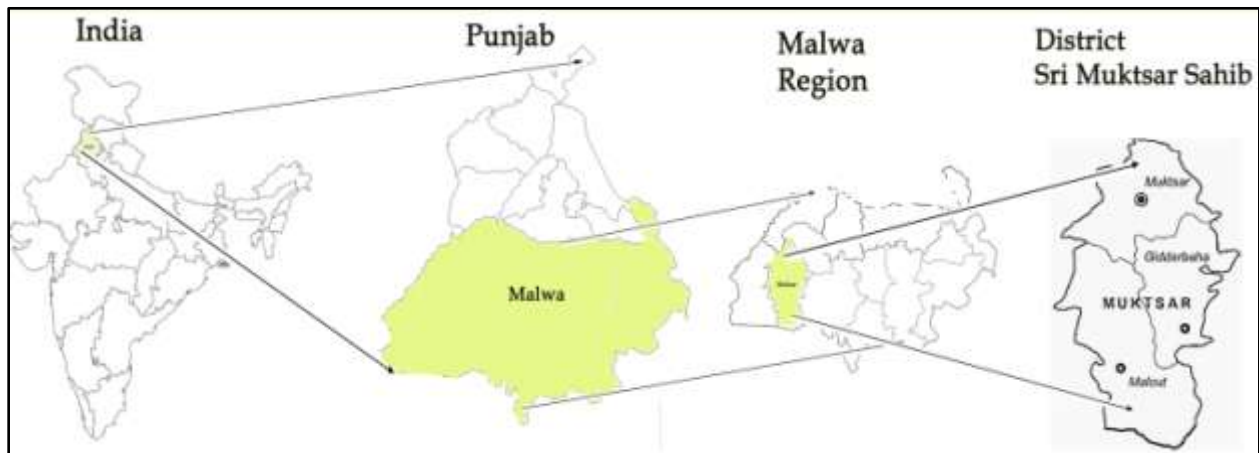 India
Punjab
Malwa
Region
District
Sri Muktsar Sahib
Malwa
Muktsar
Gidderbaha
MUKTSAR
Malout